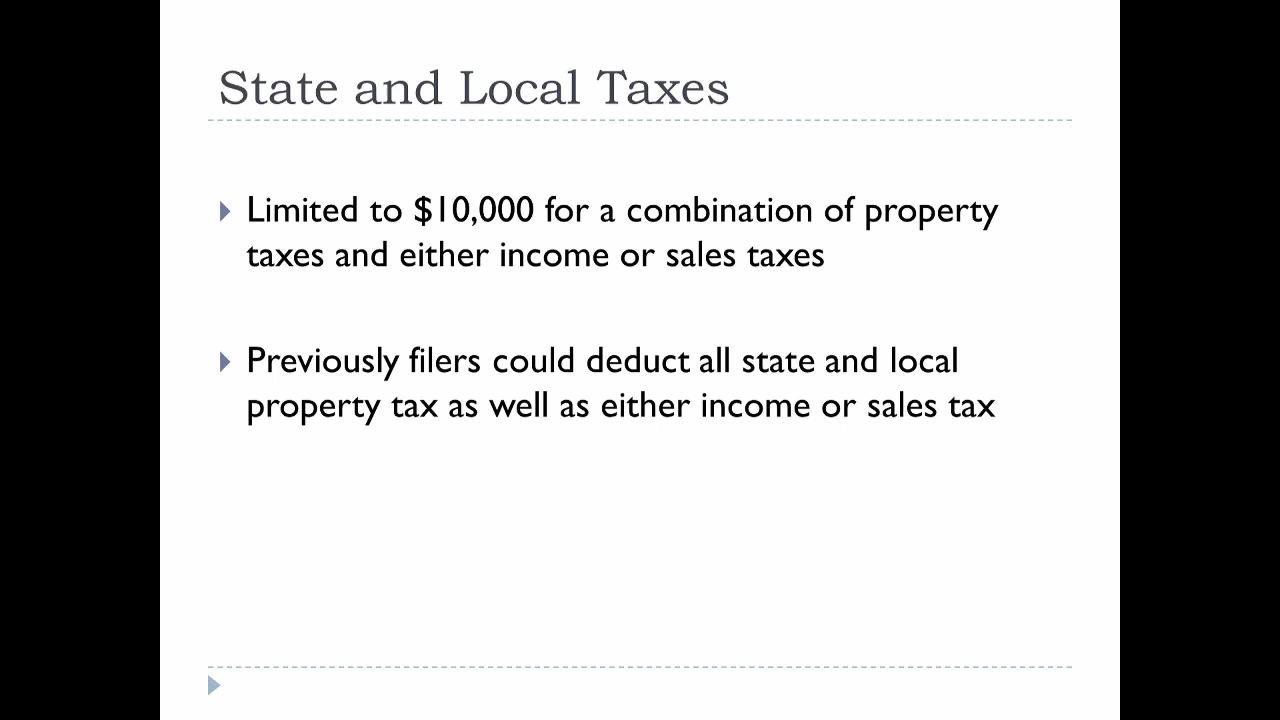 State and Local Taxes
Limited to $10,000 for a combination of property
taxes and either income or sales taxes
Previously filers could deduct all state and local
property tax as well as either income or sales tax